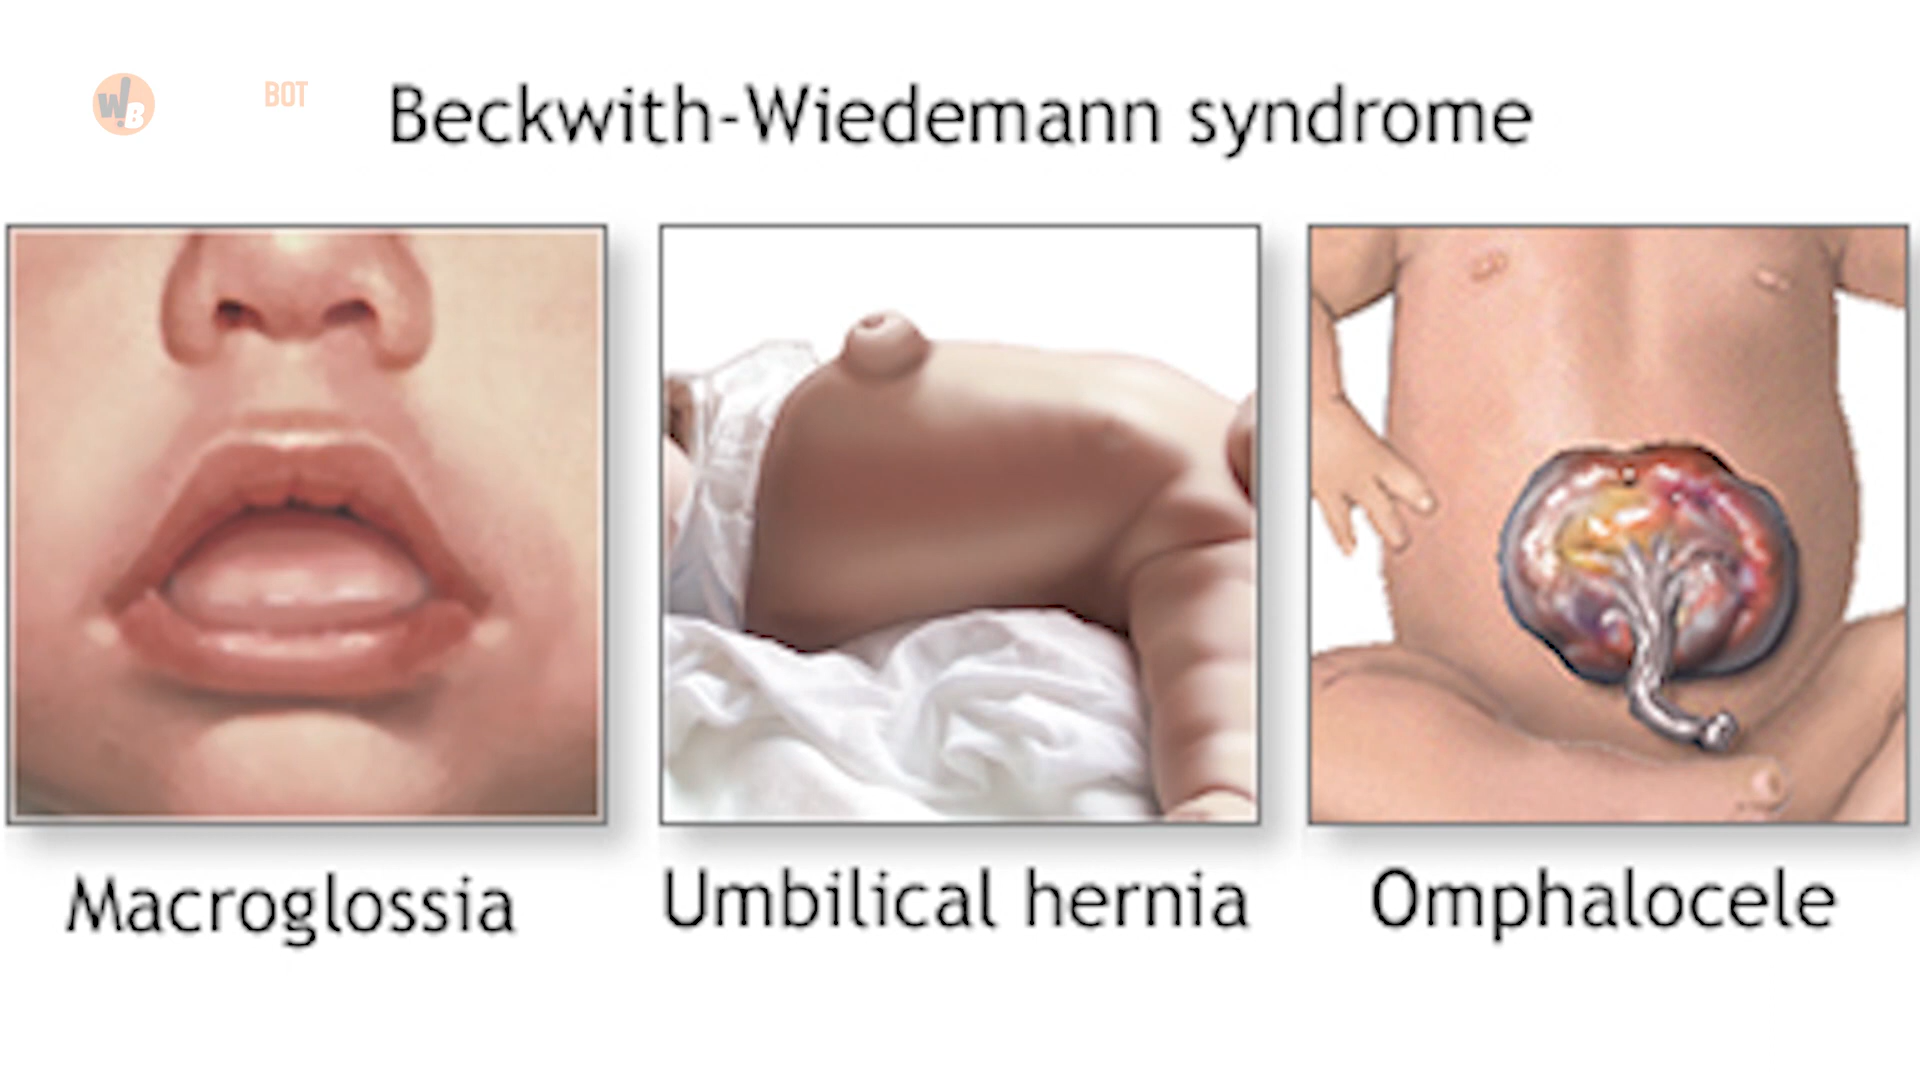 W!B
BOT
Beckwith-Wiedemann syndrome
Macroglossia
Umbilical hernia
Omphalocele